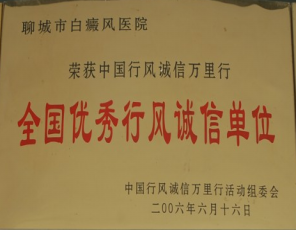 聊城市白癜风医院
荣获中国行风诚信万里行
全国优秀行风诚信单位
中国行风诚信万里行活动组委会
二00六年六月十六日